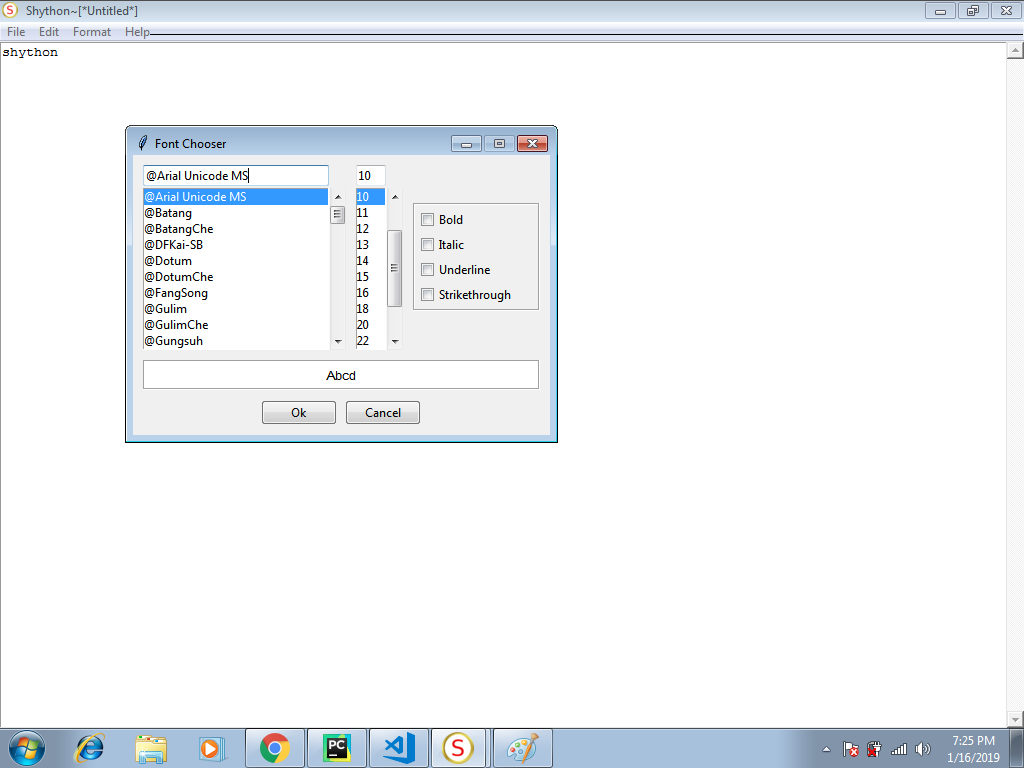 S Shython~[*Untitled*]
File Edit Format Help
shython
Font Chooser
@Arial Unicode MS 10
@Arial Unicode MS 10
@Batang 11
@BatangChe 12
@DFKai-SB 13
@Dotum 14
@DotumChe 15
@FangSong 16
@Gulim 18
@GulimChe 20
@Gungsuh 22
Bold
Italic
Underline
Strikethrough
Abcd
Ok Cancel
PC S
7:25 PM
1/16/2019